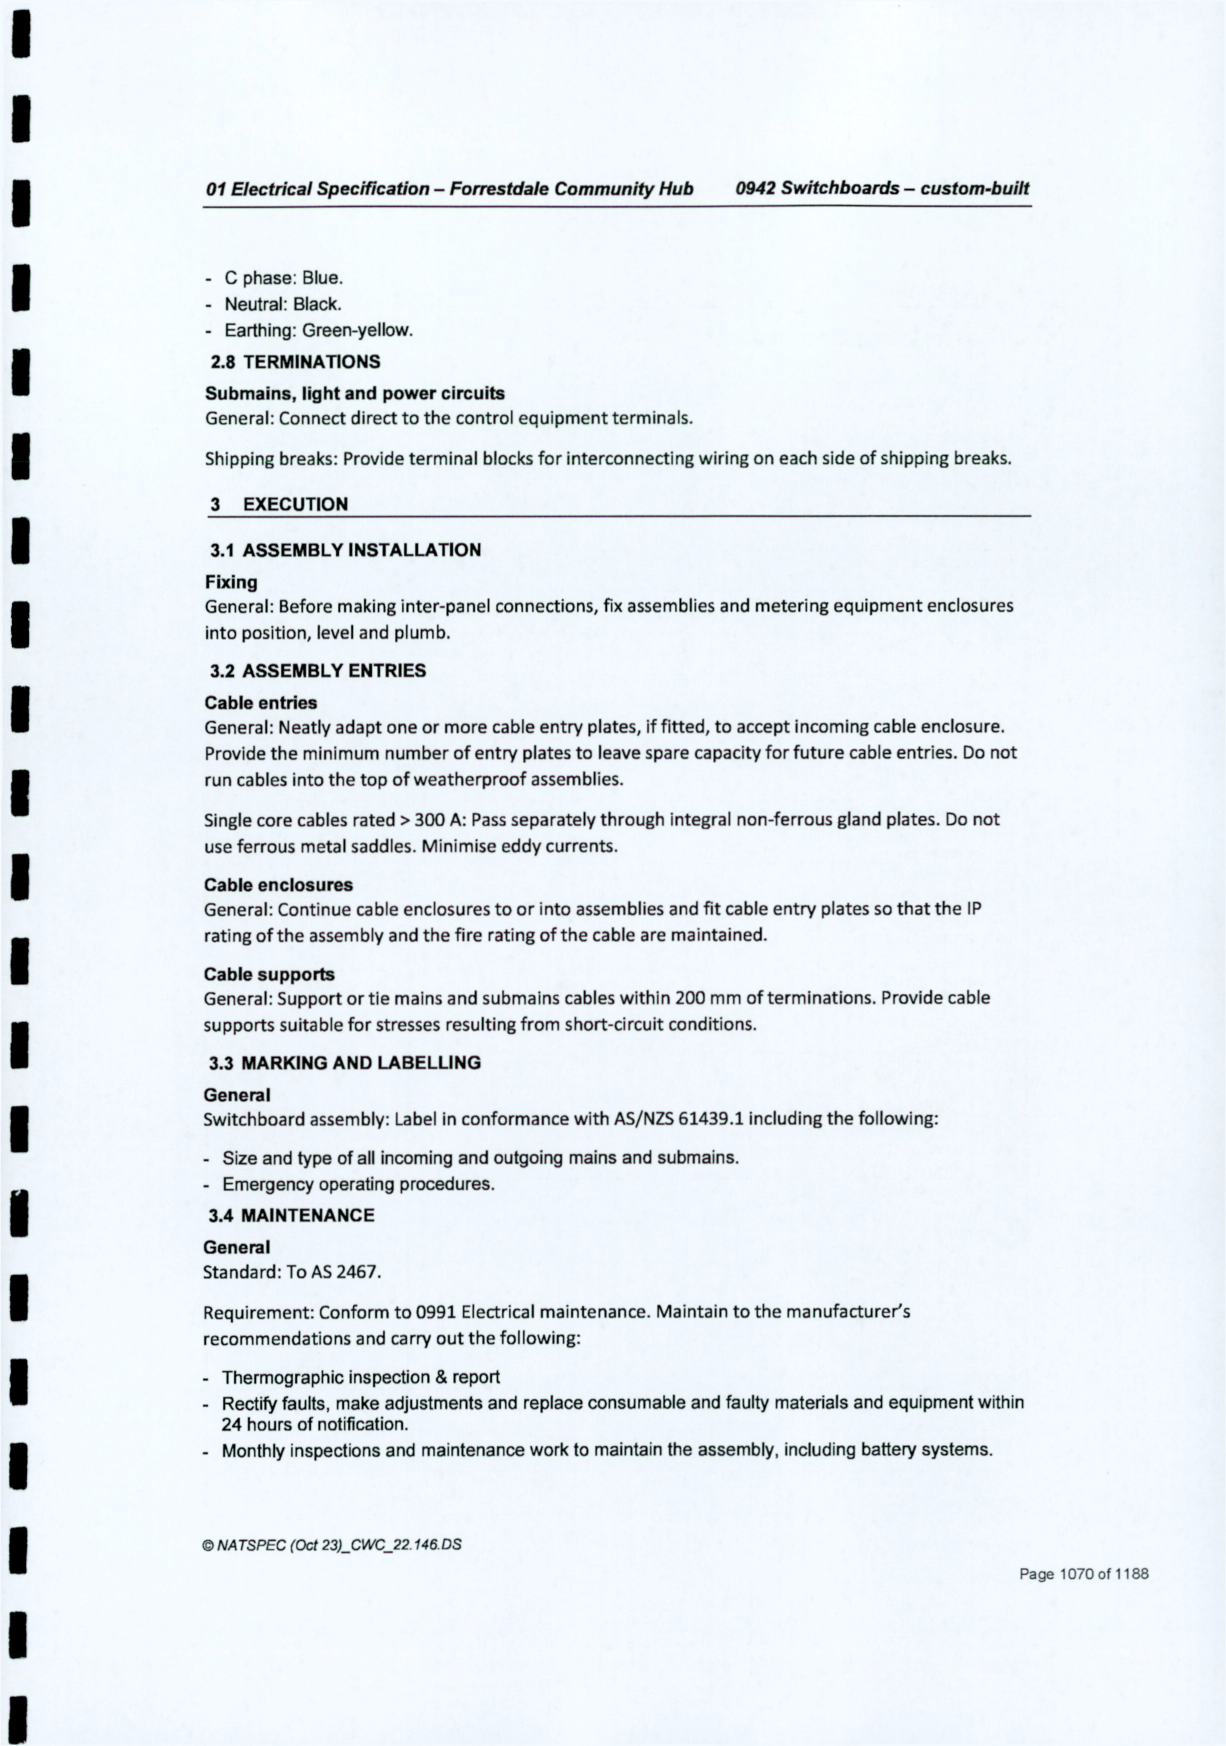 01 Electrical Specification – Forrestdale Community Hub 0942 Switchboards – custom-built
- C phase: Blue.
- Neutral: Black.
- Earthing: Green-yellow.
2.8 TERMINATIONS
Submains, light and power circuits
General: Connect direct to the control equipment terminals.
Shipping breaks: Provide terminal blocks for interconnecting wiring on each side of shipping breaks.
3 EXECUTION
3.1 ASSEMBLY INSTALLATION
Fixing
General: Before making inter-panel connections, fix assemblies and metering equipment enclosures
into position, level and plumb.
3.2 ASSEMBLY ENTRIES
Cable entries
General: Neatly adapt one or more cable entry plates, if fitted, to accept incoming cable enclosure.
Provide the minimum number of entry plates to leave spare capacity for future cable entries. Do not
run cables into the top of weatherproof assemblies.
Single core cables rated > 300 A: Pass separately through integral non-ferrous gland plates. Do not
use ferrous metal saddles. Minimise eddy currents.
Cable enclosures
General: Continue cable enclosures to or into assemblies and fit cable entry plates so that the IP
rating of the assembly and the fire rating of the cable are maintained.
Cable supports
General: Support or tie mains and submains cables within 200 mm of terminations. Provide cable
supports suitable for stresses resulting from short-circuit conditions.
3.3 MARKING AND LABELLING
General
Switchboard assembly: Label in conformance with AS/NZS 61439.1 including the following:
- Size and type of all incoming and outgoing mains and submains.
- Emergency operating procedures.
3.4 MAINTENANCE
General
Standard: To AS 2467.
Requirement: Conform to 0991 Electrical maintenance. Maintain to the manufacturer's
recommendations and carry out the following:
- Thermographic inspection & report
- Rectify faults, make adjustments and replace consumable and faulty materials and equipment within
24 hours of notification.
- Monthly inspections and maintenance work to maintain the assembly, including battery systems.
© NATSPEC (Oct 23)_CWC_22.146.DS
Page 1070 of 1188